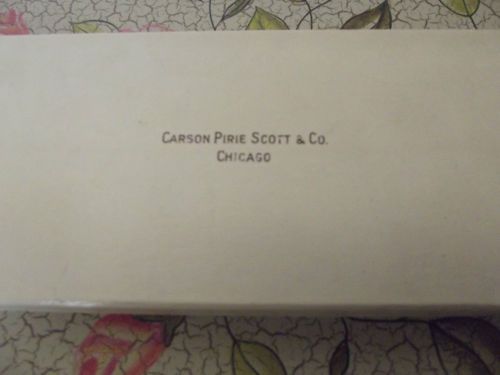 CARSON PIRIE SCOTT & CO.
CHICAGO